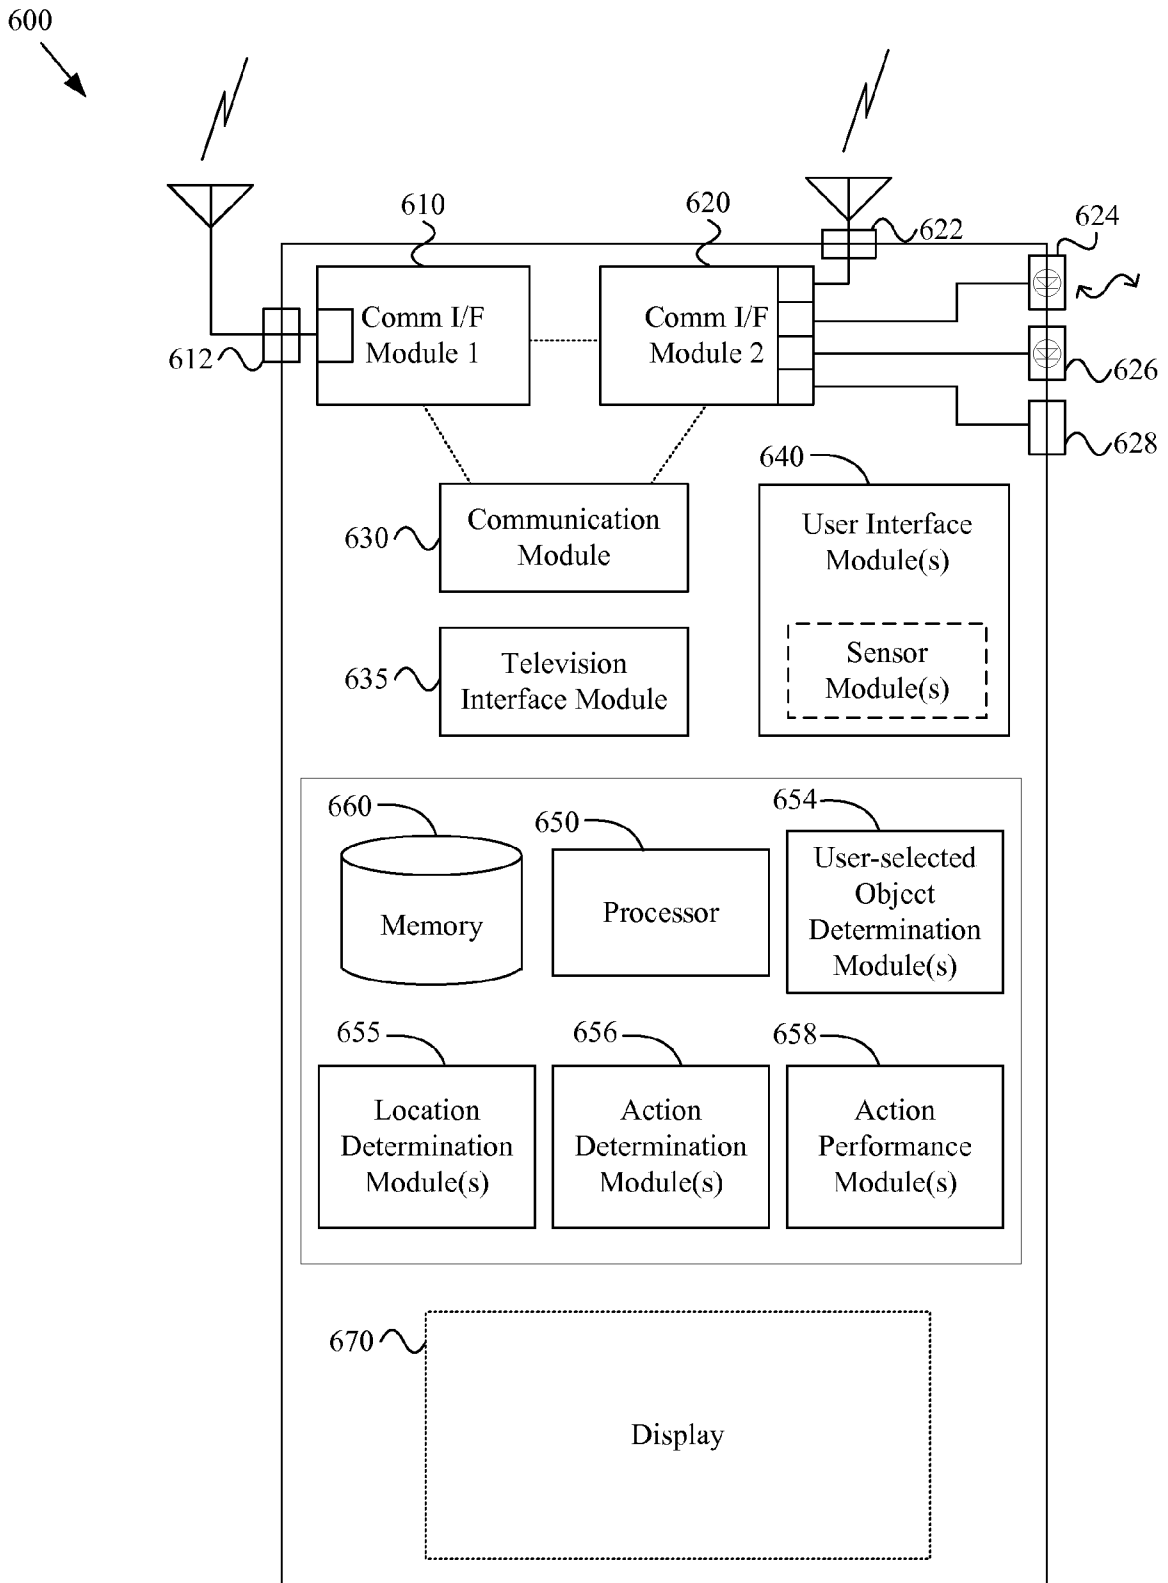 600
610
620
622
624
Comm I/F
Module 1
Comm I/F
Module 2
612
626
628
640
630
Communication
Module
User Interface
Module(s)
635
Television
Interface Module
Sensor
Module(s)
660
650
654
Memory
Processor
User-selected
Object
Determination
Module(s)
655
656
658
Location
Determination
Module(s)
Action
Determination
Module(s)
Action
Performance
Module(s)
670
Display